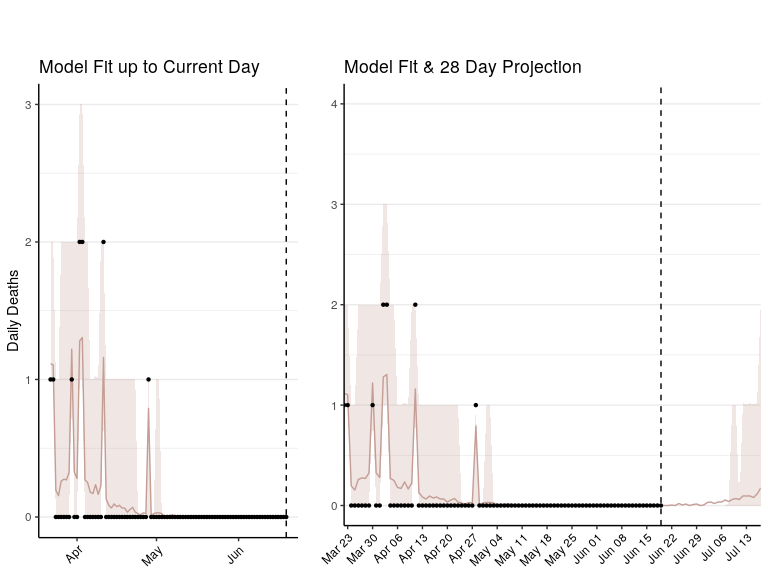 Model Fit up to Current Day
Model Fit & 28 Day Projection
Daily Deaths
3
2
1
0
Apr
May
Jun
4
3
2
1
0
Mar 23
Mar 30
Apr 06
Apr 13
Apr 20
Apr 27
May 04
May 11
May 18
May 25
Jun 01
Jun 08
Jun 15
Jun 22
Jun 29
Jul 06
Jul 13